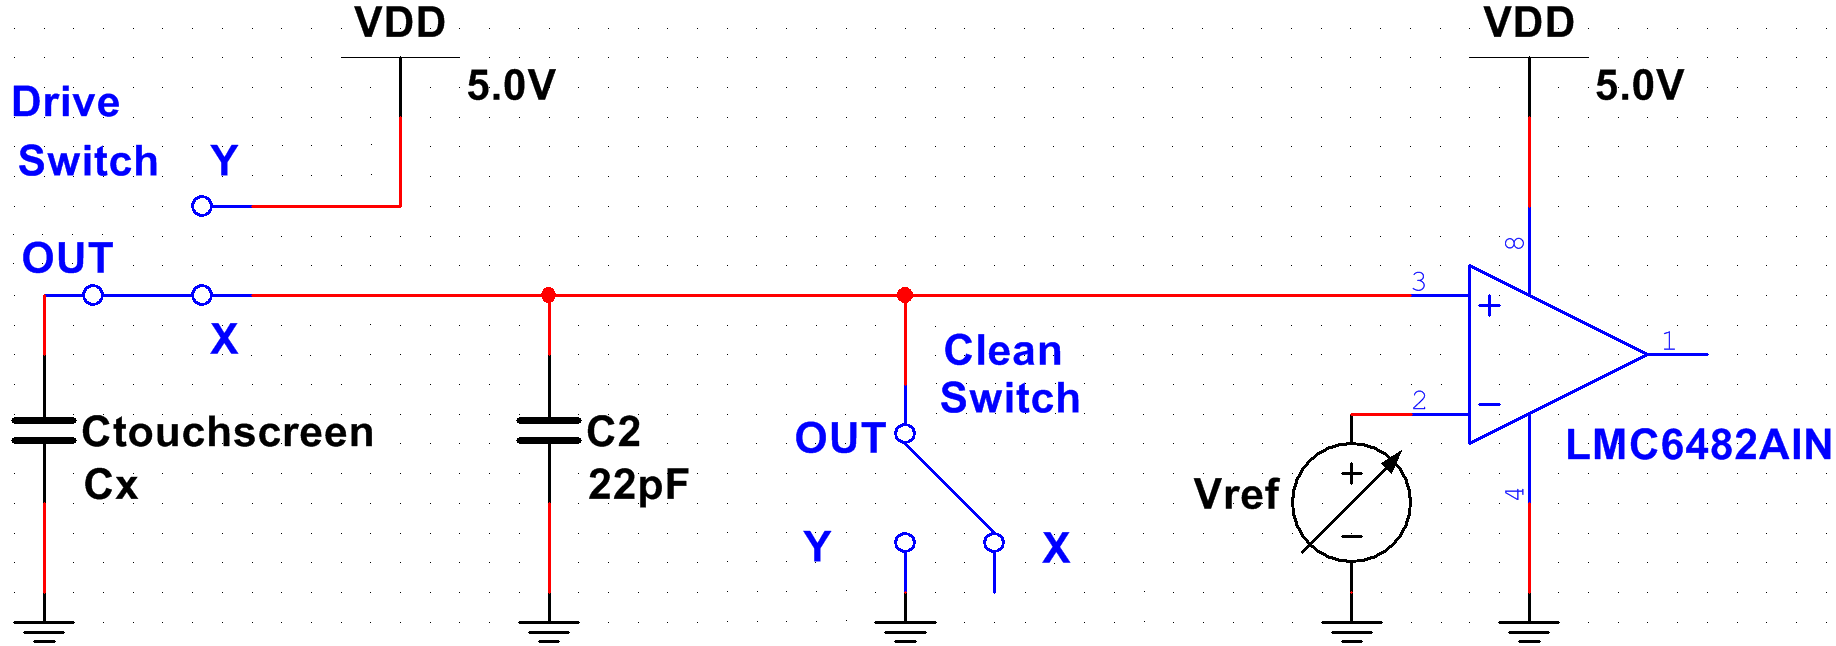 VDD
5.0V
VDD
5.0V
Drive
Switch
Y
OUT
X
8
3
+
1
Clean
Switch
2
−
Ctouchscreen
Cx
C2
22pF
OUT
LMC6482AIN
Vref
+
−
4
Y
X